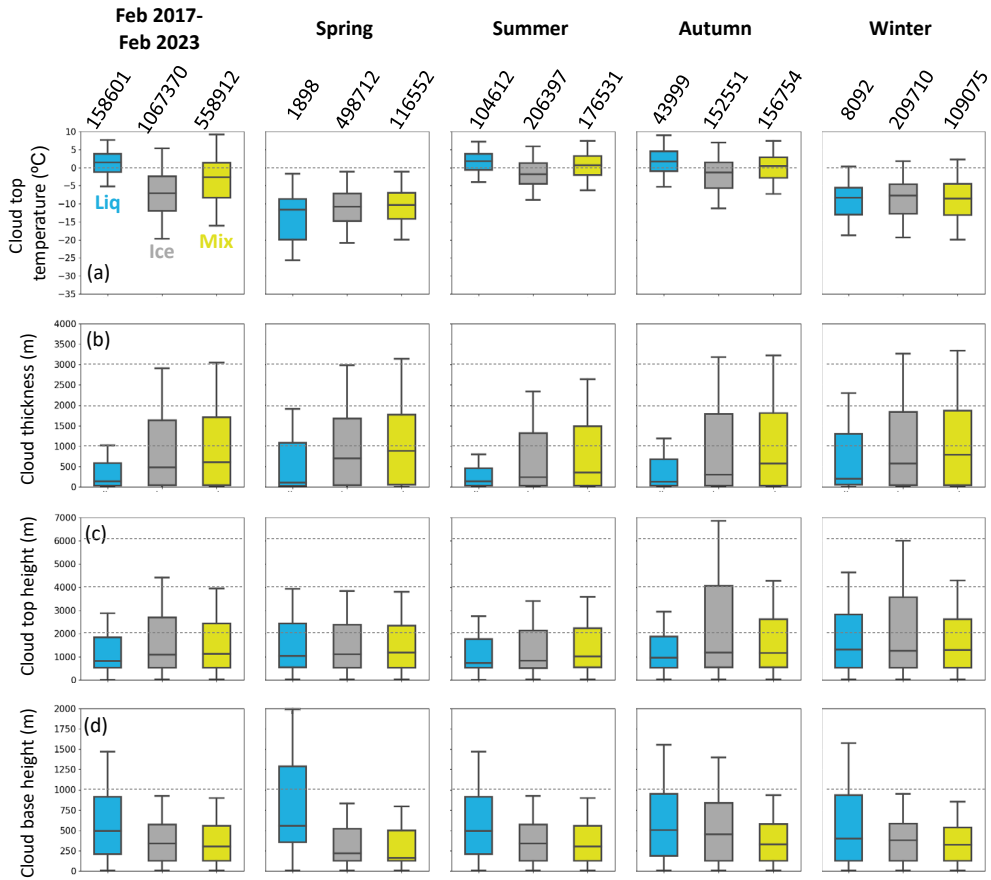 Feb 2017-
Feb 2023
Spring
Summer
Autumn
Winter
158601
1067370
558912
1898
498712
116552
104612
206397
176531
43999
152551
156754
8092
209710
109075
Cloud top
temperature (°C)
10
5
0
−5
−10
−15
−20
−25
−30
−35
Liq
Ice
Mix
(a)
Cloud thickness (m)
4000
3500
3000
2500
2000
1500
1000
500
0
(b)
Cloud top height (m)
7000
6000
5000
4000
3000
2000
1000
0
(c)
Cloud base height (m)
2000
1750
1500
1250
1000
750
500
250
0
(d)